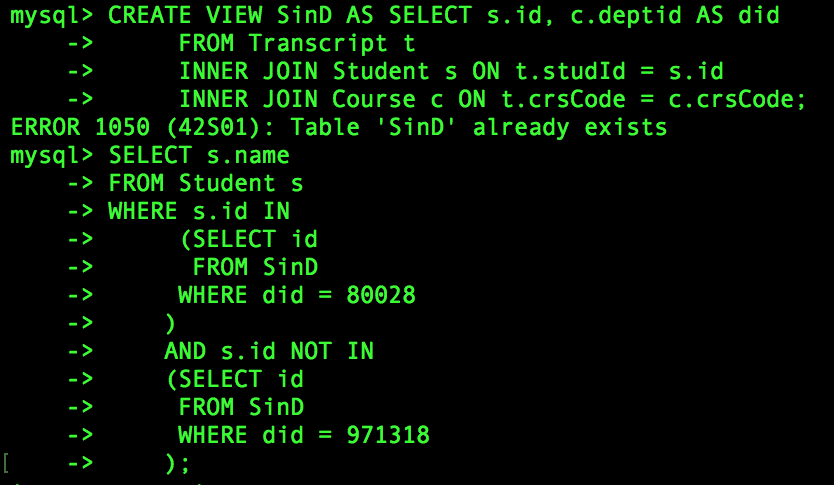 mysql> CREATE VIEW SinD AS SELECT s.id, c.deptid AS did
    ->      FROM Transcript t
    ->      INNER JOIN Student s ON t.studId = s.id
    ->      INNER JOIN Course c ON t.crsCode = c.crsCode;
ERROR 1050 (42S01): Table 'SinD' already exists
mysql> SELECT s.name
    -> FROM Student s
    -> WHERE s.id IN
    ->      (SELECT id
    ->       FROM SinD
    ->      WHERE did = 80028
    ->     )
    ->     AND s.id NOT IN
    ->     (SELECT id
    ->      FROM SinD
    ->      WHERE did = 971318
[    ->     );